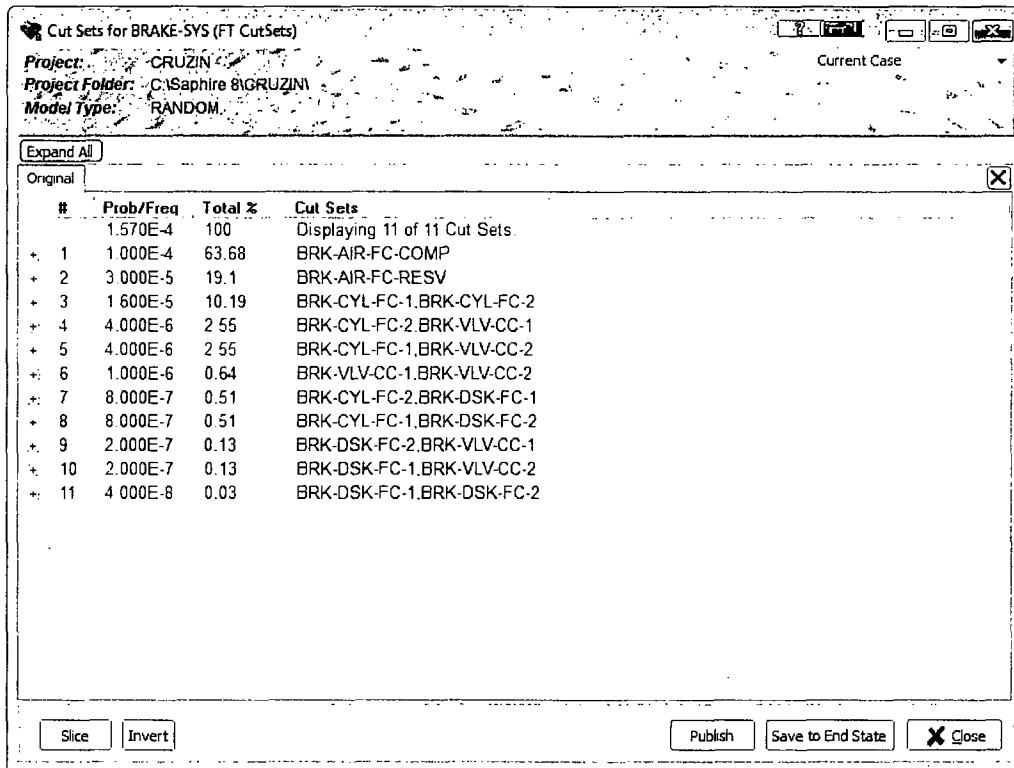 Cut Sets for BRAKE-SYS (FT CutSets)
?
Project: CRUZIN
Current Case
Project Folder: C:\Saphire 8\CRUZIN\
Model Type: RANDOM
Expand All
Original
# Prob/Freq Total % Cut Sets
1.570E-4 100 Displaying 11 of 11 Cut Sets.
+ 1 1.000E-4 63.68 BRK-AIR-FC-COMP
+ 2 3.000E-5 19.1 BRK-AIR-FC-RESV
+ 3 1 600E-5 10.19 BRK-CYL-FC-1,BRK-CYL-FC-2
+ 4 4.000E-6 2 55 BRK-CYL-FC-2,BRK-VLV-CC-1
+ 5 4.000E-6 2 55 BRK-CYL-FC-1,BRK-VLV-CC-2
+ 6 1.000E-6 0.64 BRK-VLV-CC-1,BRK-VLV-CC-2
+ 7 8.000E-7 0.51 BRK-CYL-FC-2,BRK-DSK-FC-1
+ 8 8.000E-7 0.51 BRK-CYL-FC-1,BRK-DSK-FC-2
+ 9 2.000E-7 0.13 BRK-DSK-FC-2,BRK-VLV-CC-1
+ 10 2.000E-7 0.13 BRK-DSK-FC-1,BRK-VLV-CC-2
+ 11 4 000E-8 0.03 BRK-DSK-FC-1,BRK-DSK-FC-2
Slice Invert Publish Save to End State Close